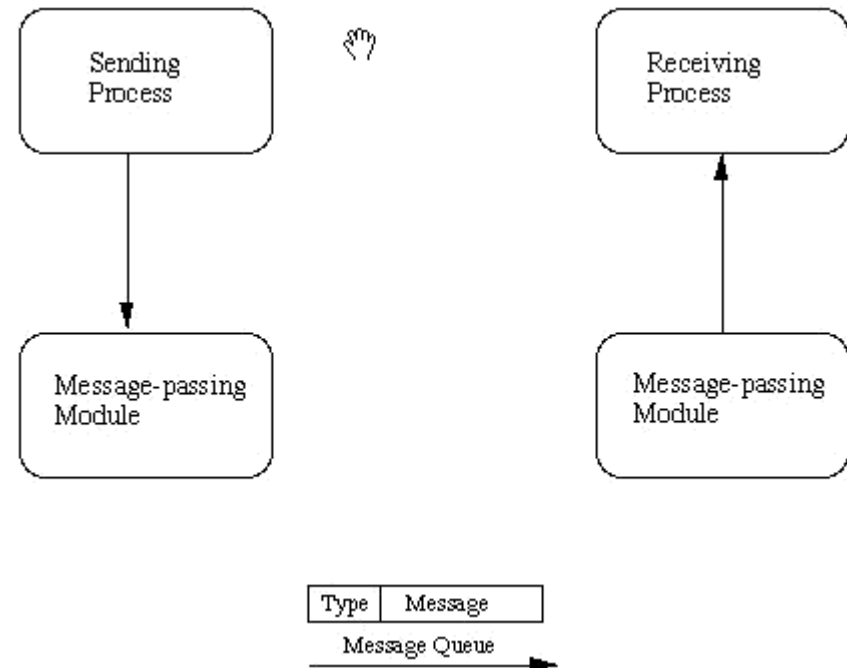 Sending
Process
Receiving
Process
Message-passing
Module
Message-passing
Module
Type Message
Message Queue